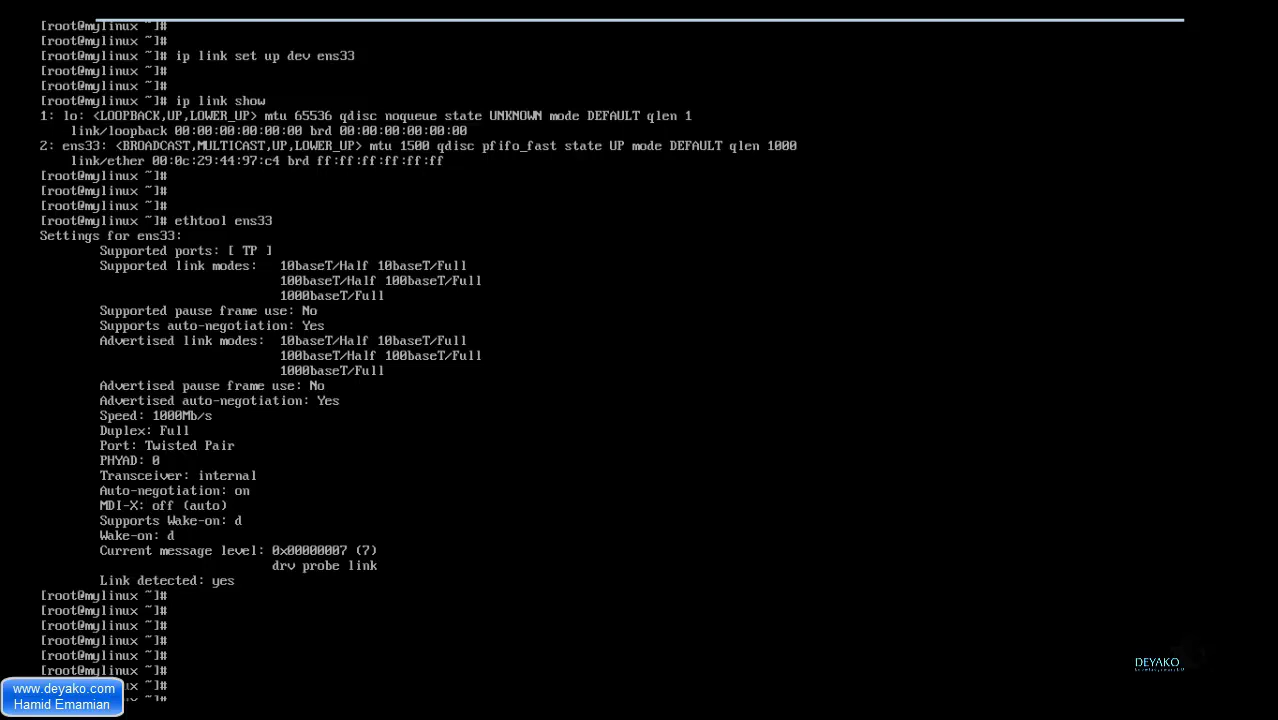 [root@mylinux ~]#
[root@mylinux ~]#
[root@mylinux ~]# ip link set up dev ens33
[root@mylinux ~]#
[root@mylinux ~]#
[root@mylinux ~]# ip link show
1: lo: <LOOPBACK,UP,LOWER_UP> mtu 65536 qdisc noqueue state UNKNOWN mode DEFAULT qlen 1
link/loopback 00:00:00:00:00:00 brd 00:00:00:00:00:00
2: ens33: <BROADCAST,MULTICAST,UP,LOWER_UP> mtu 1500 qdisc pfifo_fast state UP mode DEFAULT qlen 1000
link/ether 00:0c:29:44:97:c4 brd ff:ff:ff:ff:ff:ff
[root@mylinux ~]#
[root@mylinux ~]#
[root@mylinux ~]#
[root@mylinux ~]# ethtool ens33
Settings for ens33:
Supported ports: [ TP ]
Supported link modes: 10baseT/Half 10baseT/Full
100baseT/Half 100baseT/Full
1000baseT/Full
Supported pause frame use: No
Supports auto-negotiation: Yes
Advertised link modes: 10baseT/Half 10baseT/Full
100baseT/Half 100baseT/Full
1000baseT/Full
Advertised pause frame use: No
Advertised auto-negotiation: Yes
Speed: 1000Mb/s
Duplex: Full
Port: Twisted Pair
PHYAD: 0
Transceiver: internal
Auto-negotiation: on
MDI-X: off (auto)
Supports Wake-on: d
Wake-on: d
Current message level: 0x00000007 (7)
drv probe link
Link detected: yes
[root@mylinux ~]#
[root@mylinux ~]#
[root@mylinux ~]#
[root@mylinux ~]#
[root@mylinux ~]#
[root@mylinux ~]#
~]#
~]#
DEYAKO
www.deyako.com
Hamid Emamian